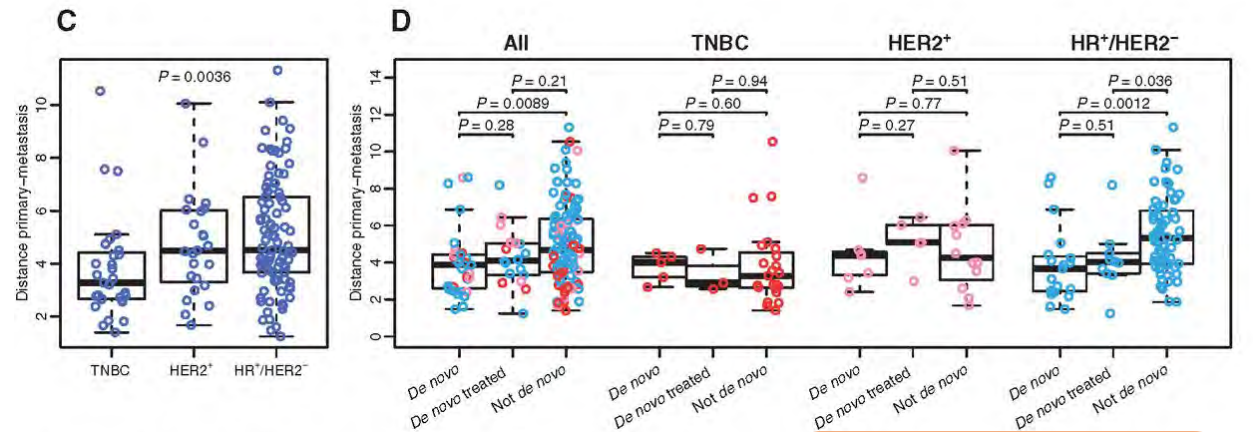 C
D
All
TNBC
HER2⁺
HR⁺/HER2⁻
Distance primary–metastasis
10
8
6
4
2
P = 0.0036
TNBC
HER2⁺
HR⁺/HER2⁻
Distance primary–metastasis
14
12
10
8
6
4
2
0
P = 0.21
P = 0.0089
P = 0.28
P = 0.94
P = 0.60
P = 0.79
P = 0.51
P = 0.77
P = 0.27
P = 0.036
P = 0.0012
P = 0.51
De novo
De novo treated
Not de novo
De novo
De novo treated
Not de novo
De novo
De novo treated
Not de novo
De novo
De novo treated
Not de novo